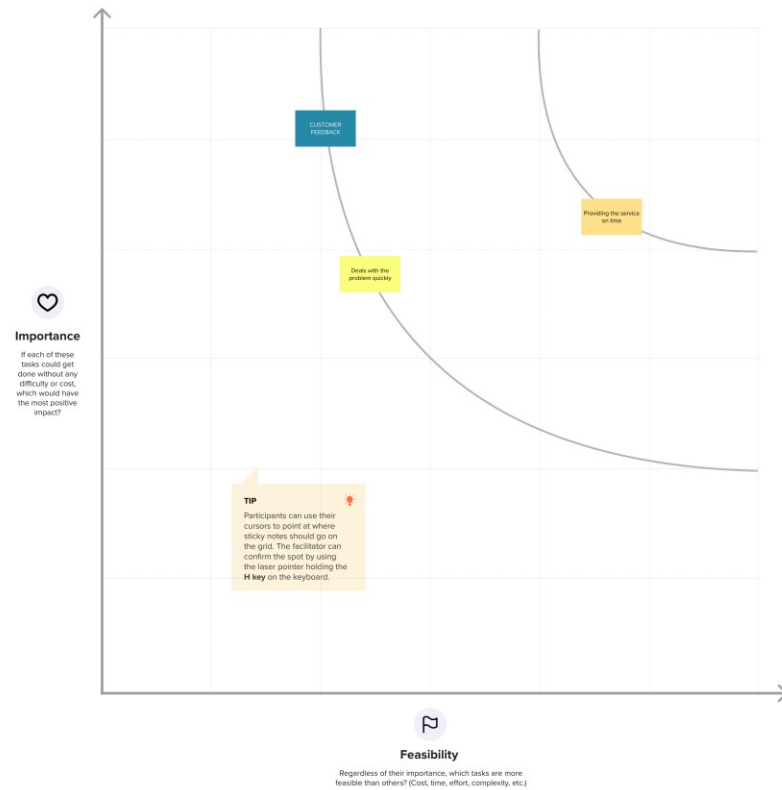 CUSTOMER
FEEDBACK
Providing the service
on time
Deals with the
problem quickly
Importance
If each of these
tasks could get
done without any
difficulty or cost,
which would have
the most positive
impact?
TIP
Participants can use their
cursors to point at where
sticky notes should go on
the grid. The facilitator can
confirm the spot by using
the laser pointer holding the
H key on the keyboard.
Feasibility
Regardless of their importance, which tasks are more
feasible than others? (Cost, time, effort, complexity, etc.)